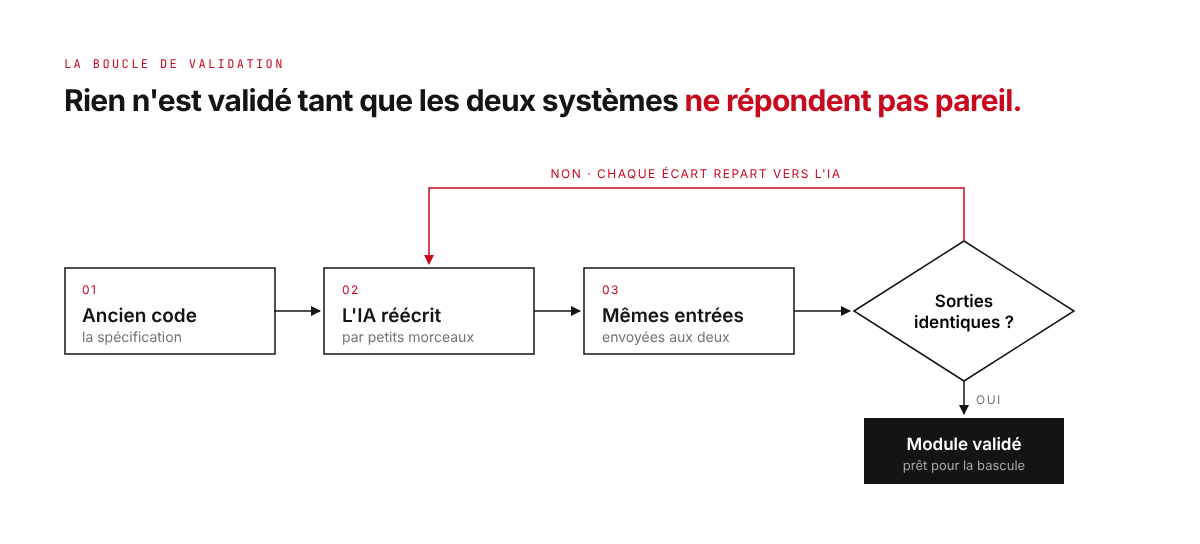 LA BOUCLE DE VALIDATION
Rien n'est validé tant que les deux systèmes ne répondent pas pareil.
NON · CHAQUE ÉCART REPART VERS L'IA
01
Ancien code
la spécification
02
L'IA réécrit
par petits morceaux
03
Mêmes entrées
envoyées aux deux
Sorties
identiques ?
OUI
Module validé
prêt pour la bascule